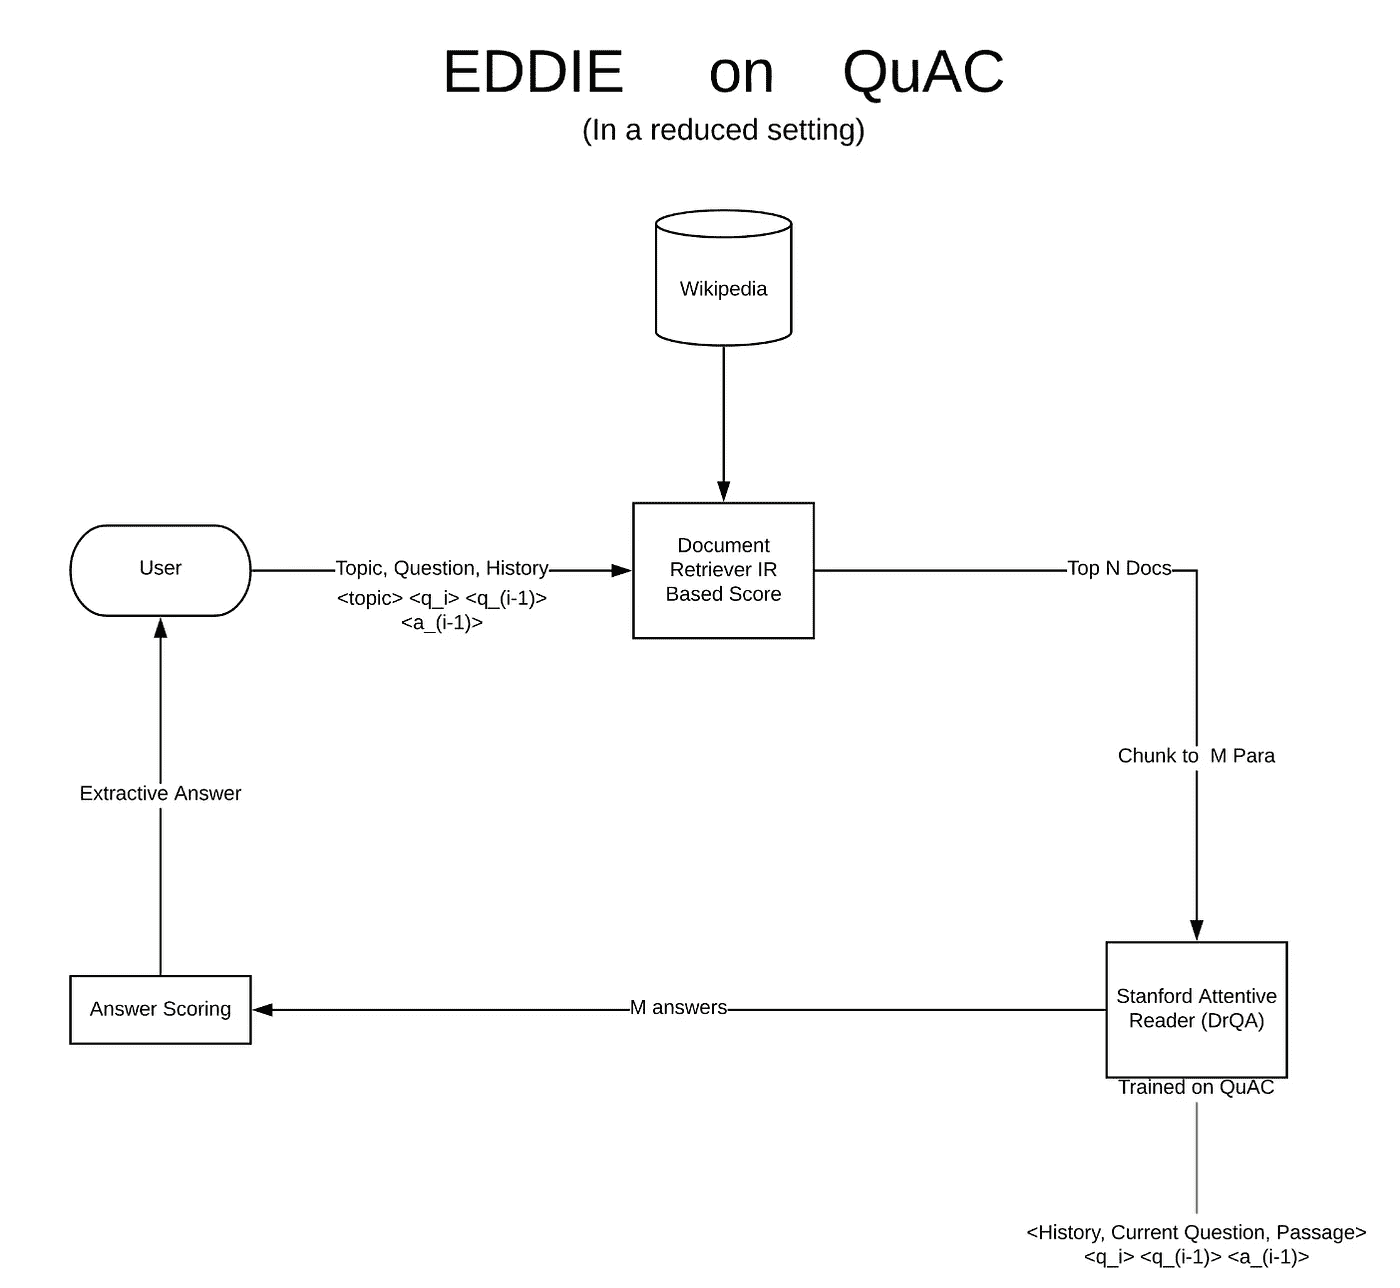 EDDIE on QuAC
(In a reduced setting)
Wikipedia
User
Topic, Question, History
<topic> <q_i> <q_(i-1)>
<a_(i-1)>
Document
Retriever IR
Based Score
Top N Docs
Chunk to M Para
Extractive Answer
Answer Scoring
M answers
Stanford Attentive
Reader (DrQA)
Trained on QuAC
<History, Current Question, Passage>
<q_i> <q_(i-1)> <a_(i-1)>